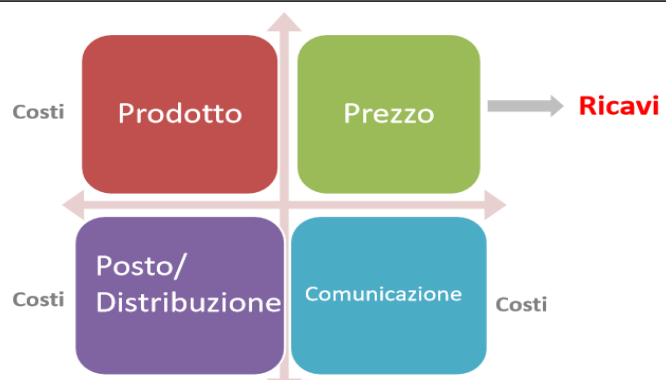 Costi
Prodotto
Prezzo
Ricavi
Costi
Posto/
Distribuzione
Comunicazione
Costi